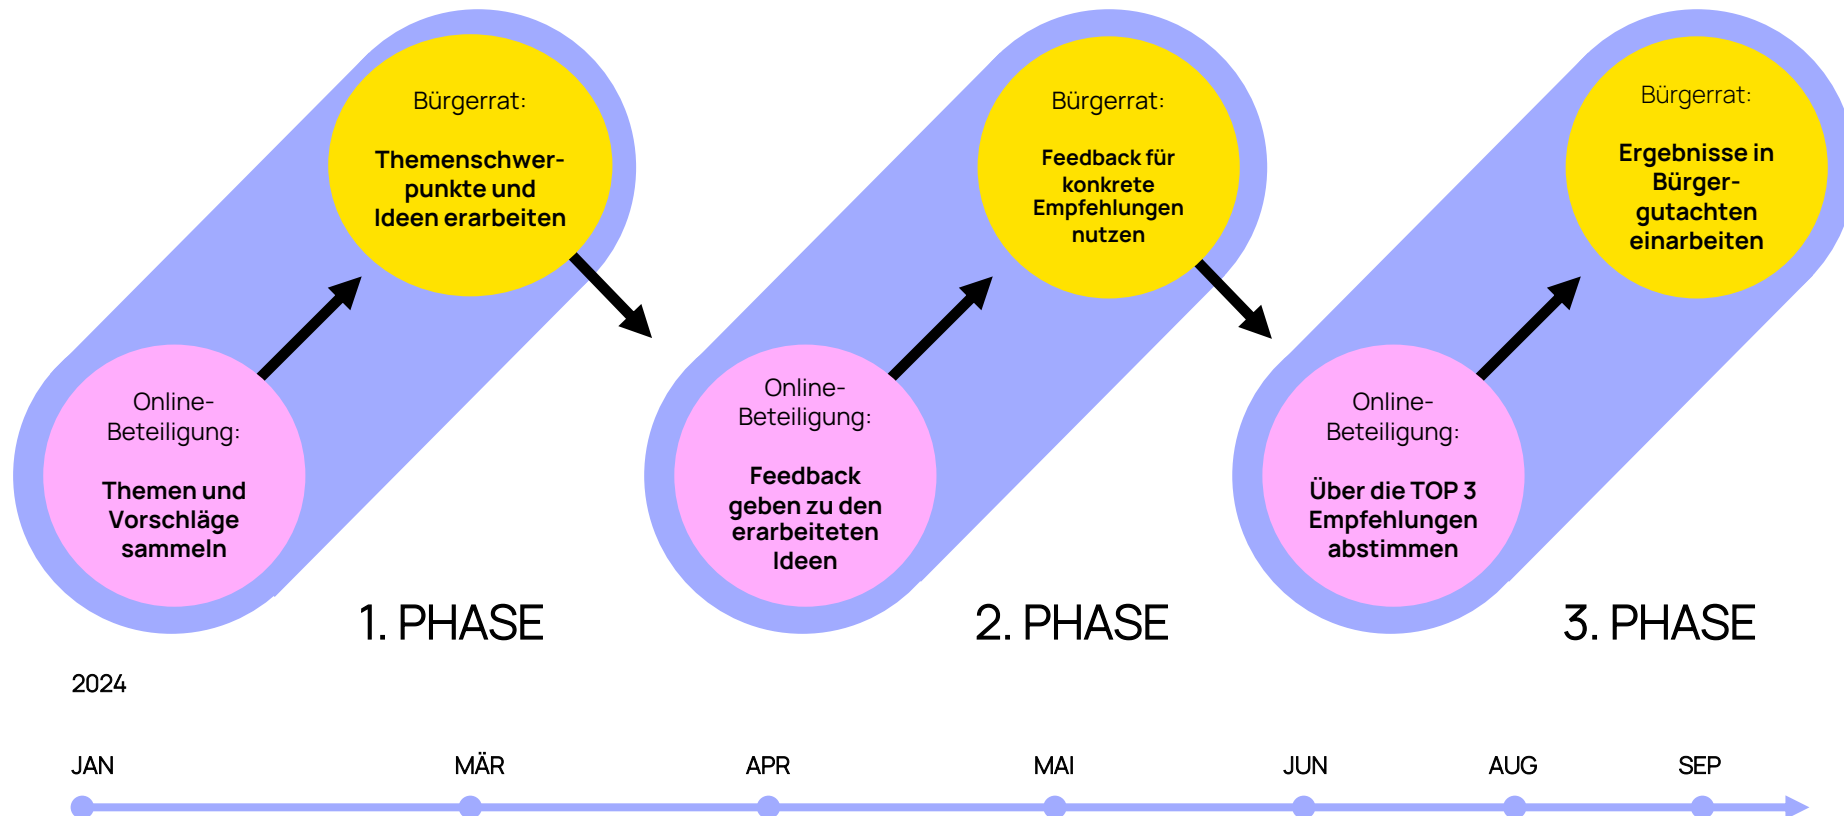 Bürgerrat:
Themenschwer-
punkte und
Ideen erarbeiten
Online-
Beteiligung:
Themen und
Vorschläge
sammeln
1. PHASE
Bürgerrat:
Feedback für
konkrete
Empfehlungen
nutzen
Online-
Beteiligung:
Feedback
geben zu den
erarbeiteten
Ideen
2. PHASE
Bürgerrat:
Ergebnisse in
Bürger-
gutachten
einarbeiten
Online-
Beteiligung:
Über die TOP 3
Empfehlungen
abstimmen
3. PHASE
2024
JAN MÄR APR MAI JUN AUG SEP